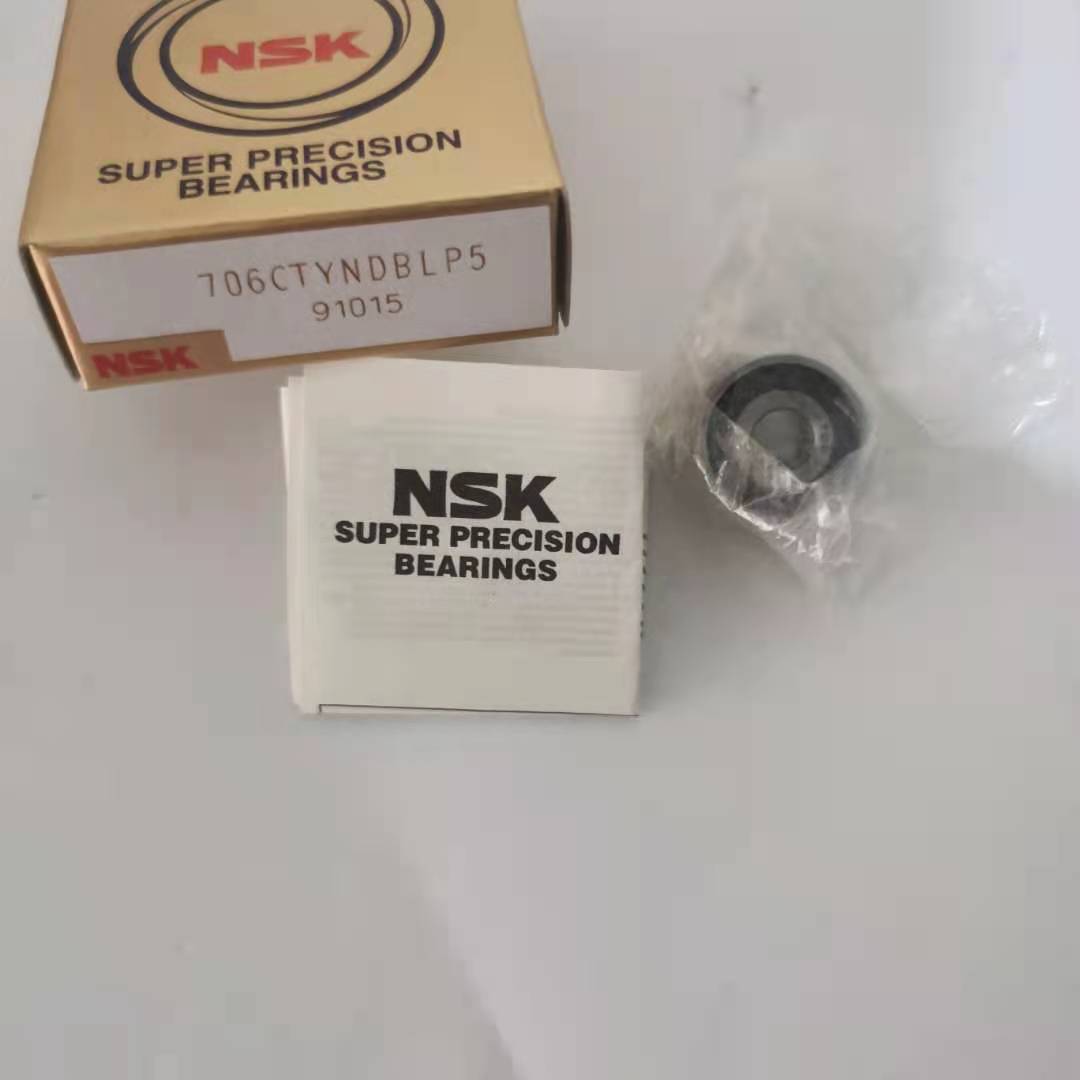 NSK
SUPER PRECISION
BEARINGS
706CTYNDBLP5
91015
NSK
NSK
SUPER PRECISION
BEARINGS